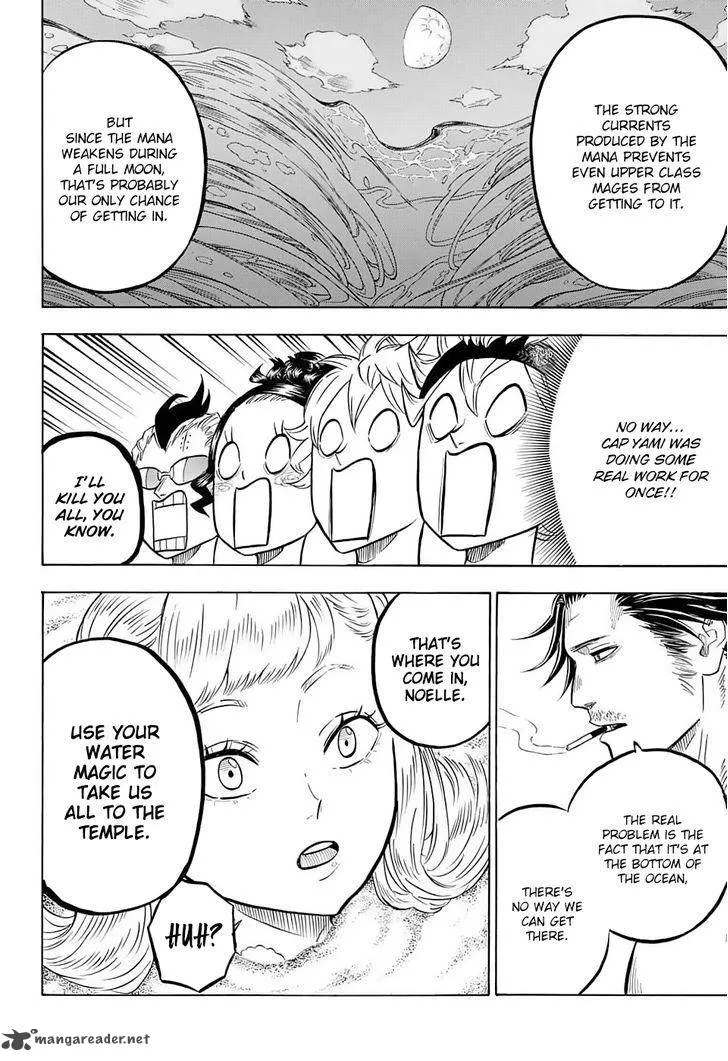 THE STRONG
CURRENTS
PRODUCED BY THE
MANA PREVENTS
EVEN UPPER CLASS
MAGES FROM
GETTING TO IT.
BUT
SINCE THE MANA
WEAKENS DURING
A FULL MOON,
THAT'S PROBABLY
OUR ONLY CHANCE
OF GETTING IN.
NO WAY...
CAP YAMI WAS
DOING SOME
REAL WORK FOR
ONCE!!
I'LL
KILL YOU
ALL, YOU
KNOW.
THE REAL
PROBLEM IS THE
FACT THAT IT'S AT
THE BOTTOM OF
THE OCEAN,
THERE'S
NO WAY WE
CAN GET
THERE.
THAT'S
WHERE YOU
COME IN,
NOELLE.
USE YOUR
WATER
MAGIC TO
TAKE US
ALL TO THE
TEMPLE.
HUH?
mangareader.net